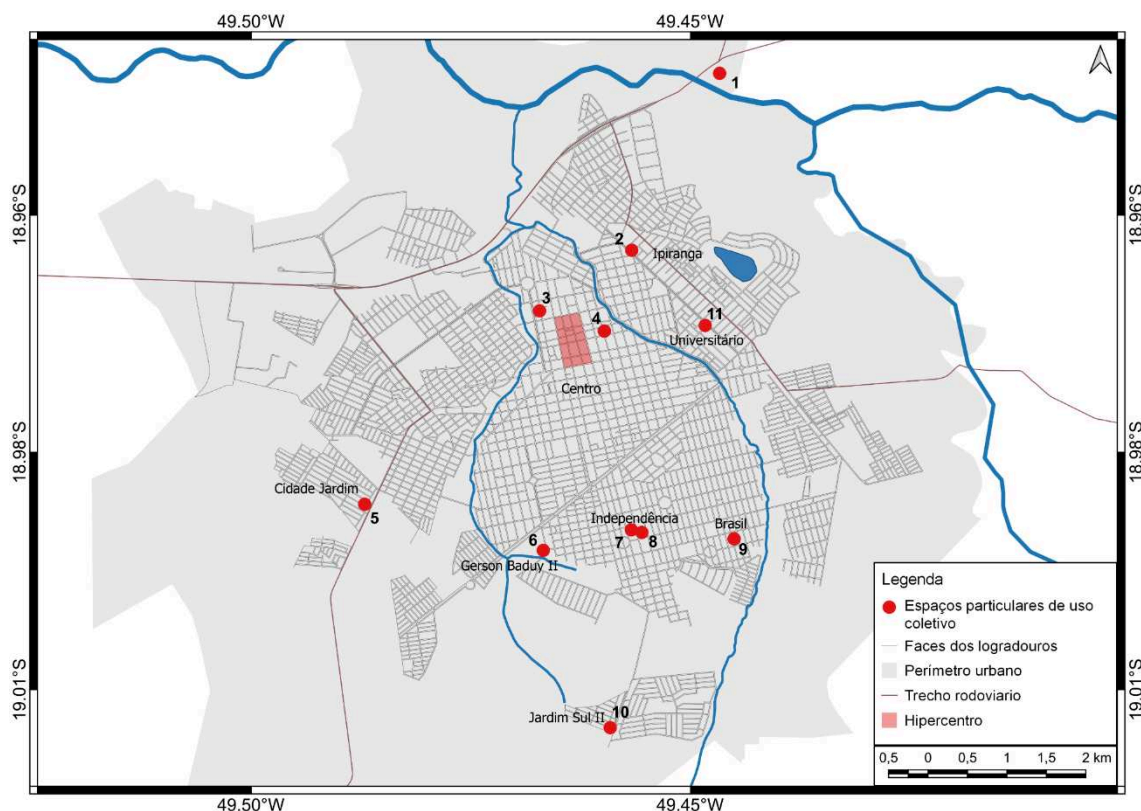 49.50°W
49.45°W
1
18.96°S
18.96°S
2
Ipiranga
3
4
11
Universitário
Centro
18.98°S
18.98°S
Cidade Jardim
5
Independência
Brasil
6
7
8
9
Gerson Baduy II
Legenda
Espaços particulares de uso
coletivo
Faces dos logradouros
Perímetro urbano
Trecho rodoviario
Hipercentro
19.01°S
19.01°S
Jardim Sul II
10
0,5 0 0,5 1 1,5 2 km
49.50°W
49.45°W